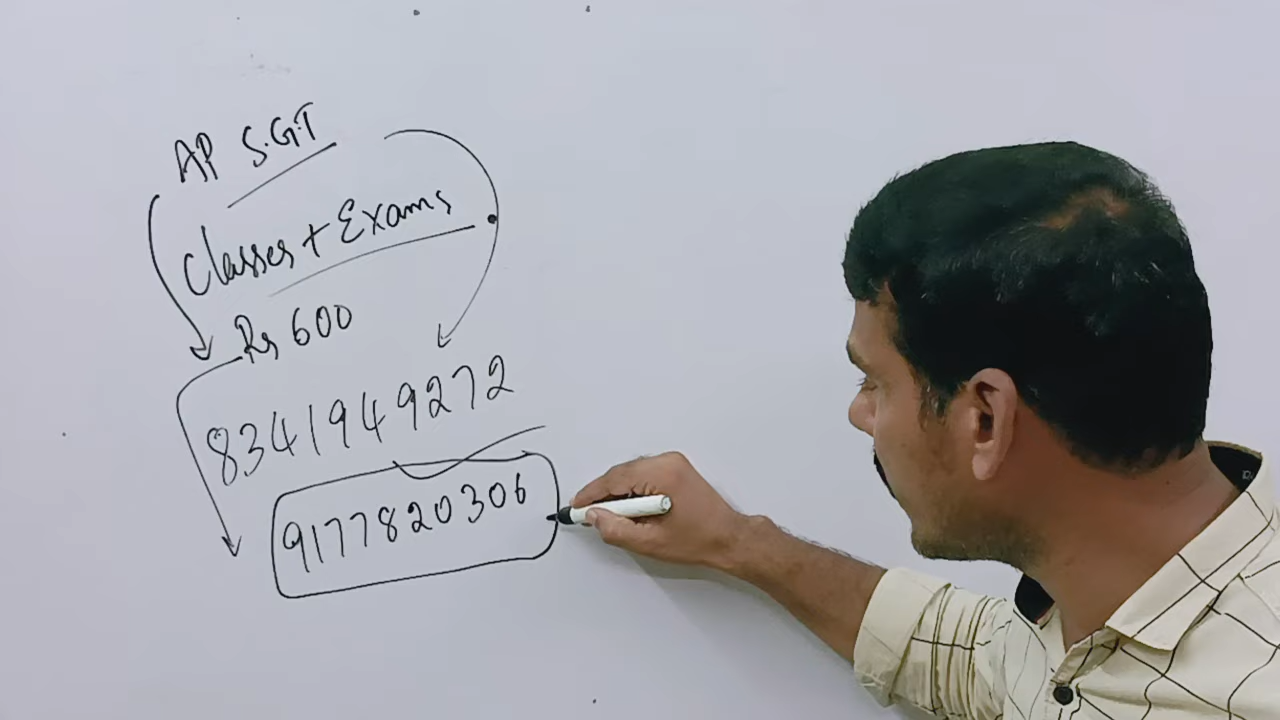 AP S.G.T
Classes + Exams
Rs 600
8341949272
9177820306